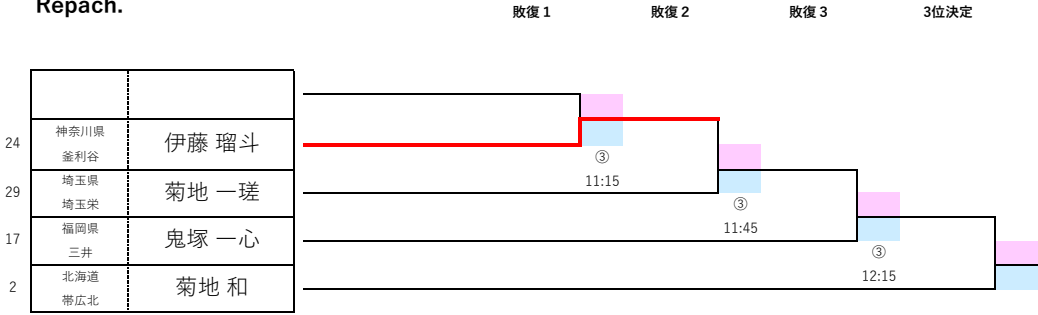 Repach.
敗復 1 敗復 2 敗復 3 3位決定
24 神奈川県 釜利谷 伊藤 瑠斗
③
11:15
29 埼玉県 埼玉栄 菊地 一瑳
③
11:45
17 福岡県 三井 鬼塚 一心
③
12:15
2 北海道 帯広北 菊地 和